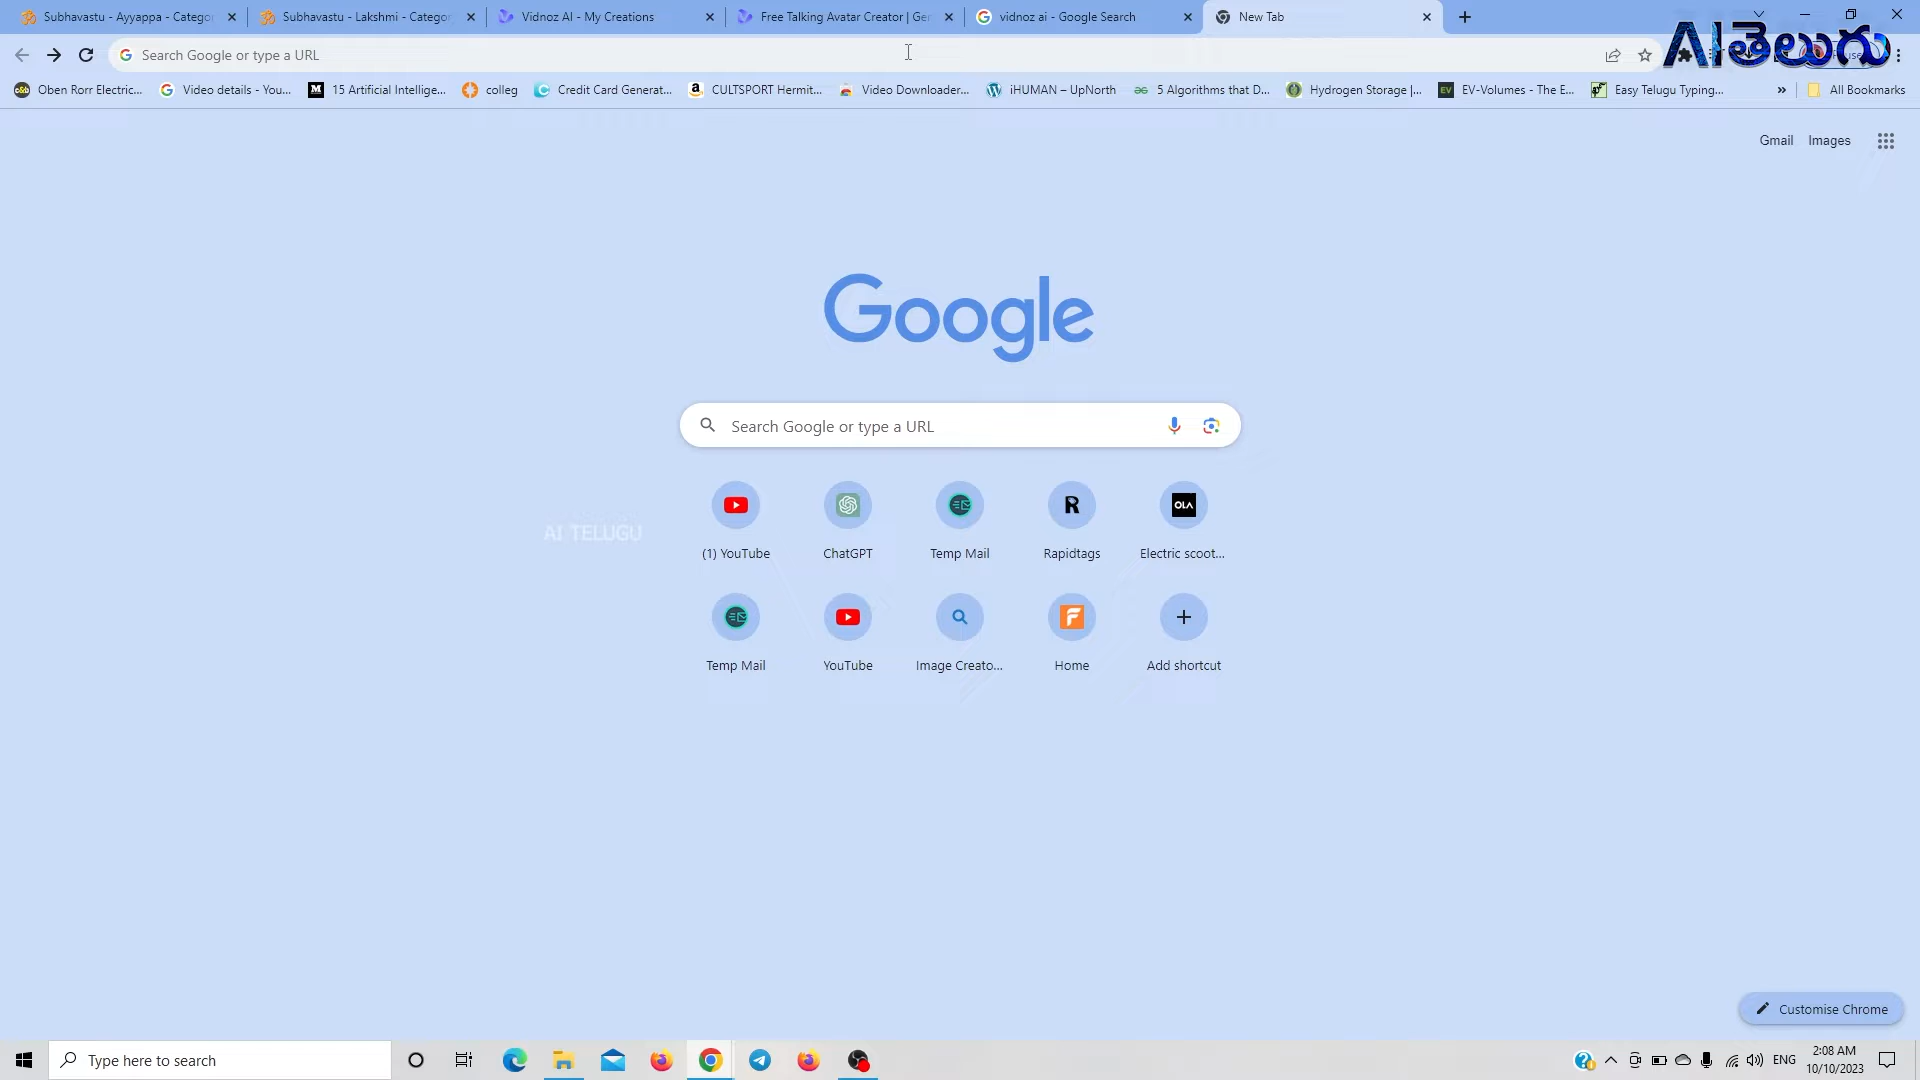 Subhavastu - Ayyappa - Catego
Subhavastu - Lakshmi - Categor
Vidnoz AI - My Creations
Free Talking Avatar Creator | Ger
vidnoz ai - Google Search
New Tab
Search Google or type a URL
AIతెలుగు
Oben Rorr Electric...
Video details - You...
15 Artificial Intellige...
colleg
Credit Card Generat...
CULTSPORT Hermit...
Video Downloader...
iHUMAN – UpNorth
5 Algorithms that D...
Hydrogen Storage |...
EV-Volumes - The E...
Easy Telugu Typing...
»
All Bookmarks
Gmail
Images
Google
Search Google or type a URL
AI TELUGU
(1) YouTube
ChatGPT
Temp Mail
Rapidtags
OLA
Electric scoot...
Temp Mail
YouTube
Image Creato...
Home
Add shortcut
Customise Chrome
Type here to search
ENG
2:08 AM
10/10/2023